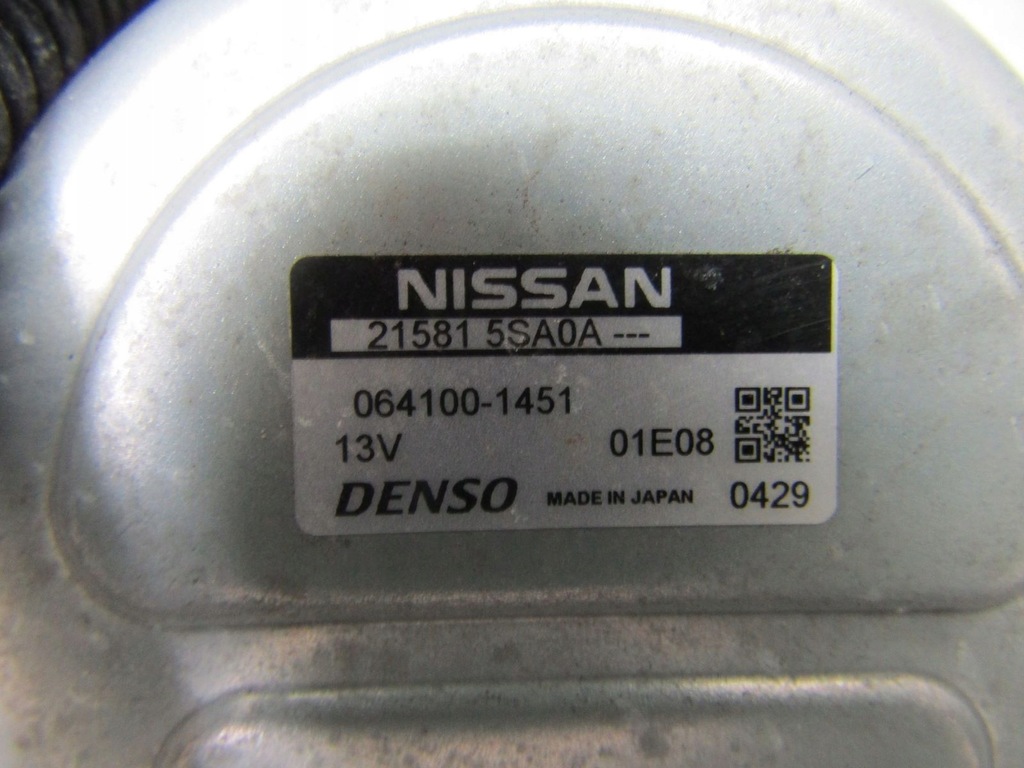 NISSAN
21581 5SA0A ---
064100-1451
13V 01E08
DENSO MADE IN JAPAN 0429